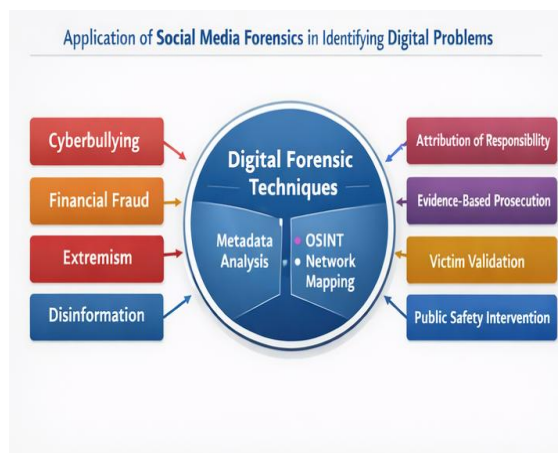 Application of Social Media Forensics in Identifying Digital Problems
Cyberbullying
Financial Fraud
Extremism
Disinformation
Digital Forensic
Techniques
Metadata
Analysis
• OSINT
• Network
Mapping
Attribution of Responsibility
Evidence-Based Prosecution
Victim Validation
Public Safety Intervention